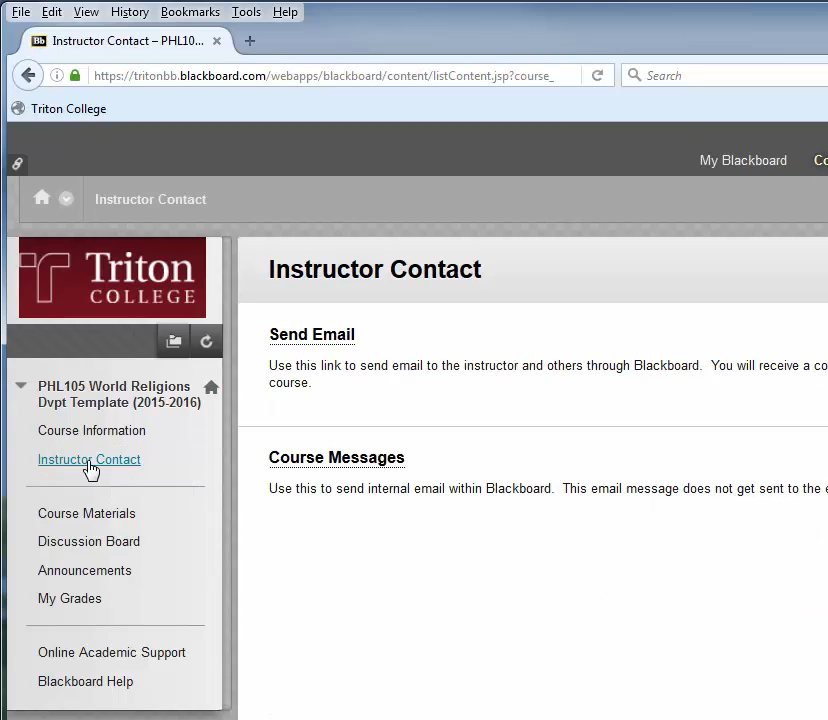 File Edit View History Bookmarks Tools Help
Bb Instructor Contact – PHL10...
https://tritonbb.blackboard.com/webapps/blackboard/content/listContent.jsp?course_
Search
Triton College
My Blackboard Co
Instructor Contact
Triton
COLLEGE
Instructor Contact
Send Email
Use this link to send email to the instructor and others through Blackboard. You will receive a co
course.
Course Messages
Use this to send internal email within Blackboard. This email message does not get sent to the e
PHL105 World Religions
Dvpt Template (2015-2016)
Course Information
Instructor Contact
Course Materials
Discussion Board
Announcements
My Grades
Online Academic Support
Blackboard Help